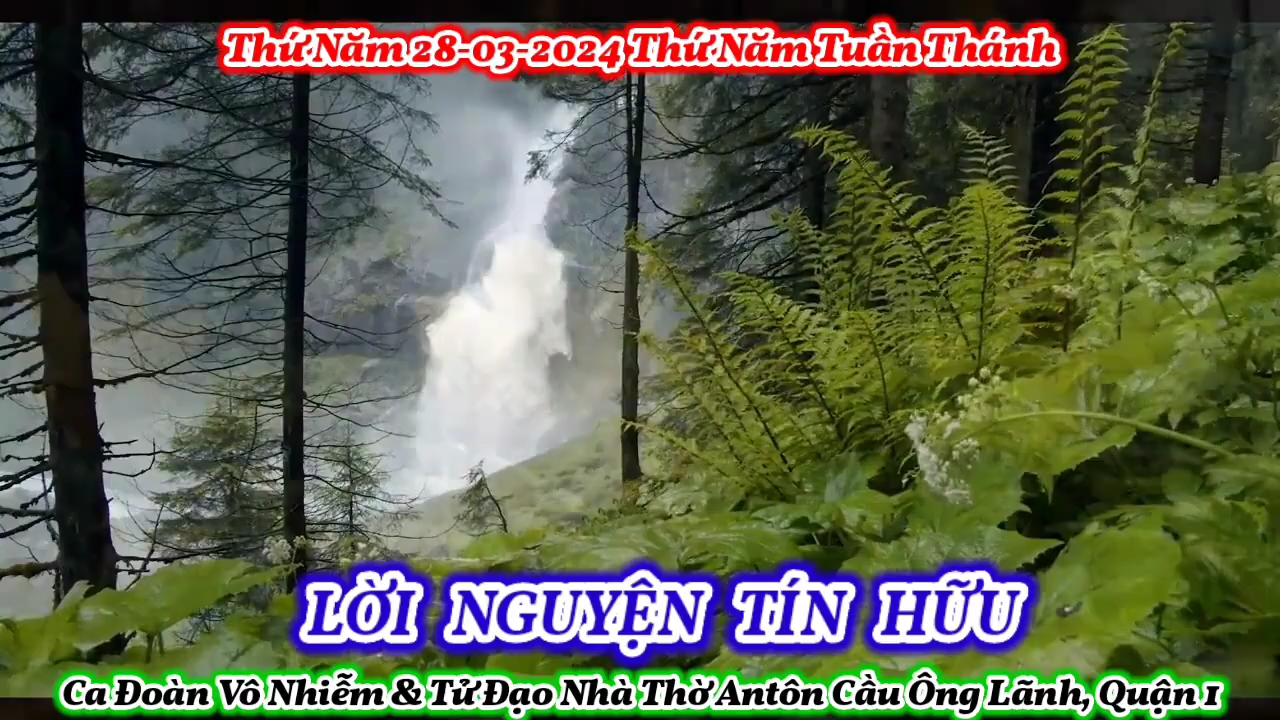 Thứ Năm 28-03-2024 Thứ Năm Tuần Thánh
LỜI NGUYỆN TÍN HỮU
Ca Đoàn Vô Nhiễm & Tử Đạo Nhà Thờ Antôn Cầu Ông Lãnh, Quận 1